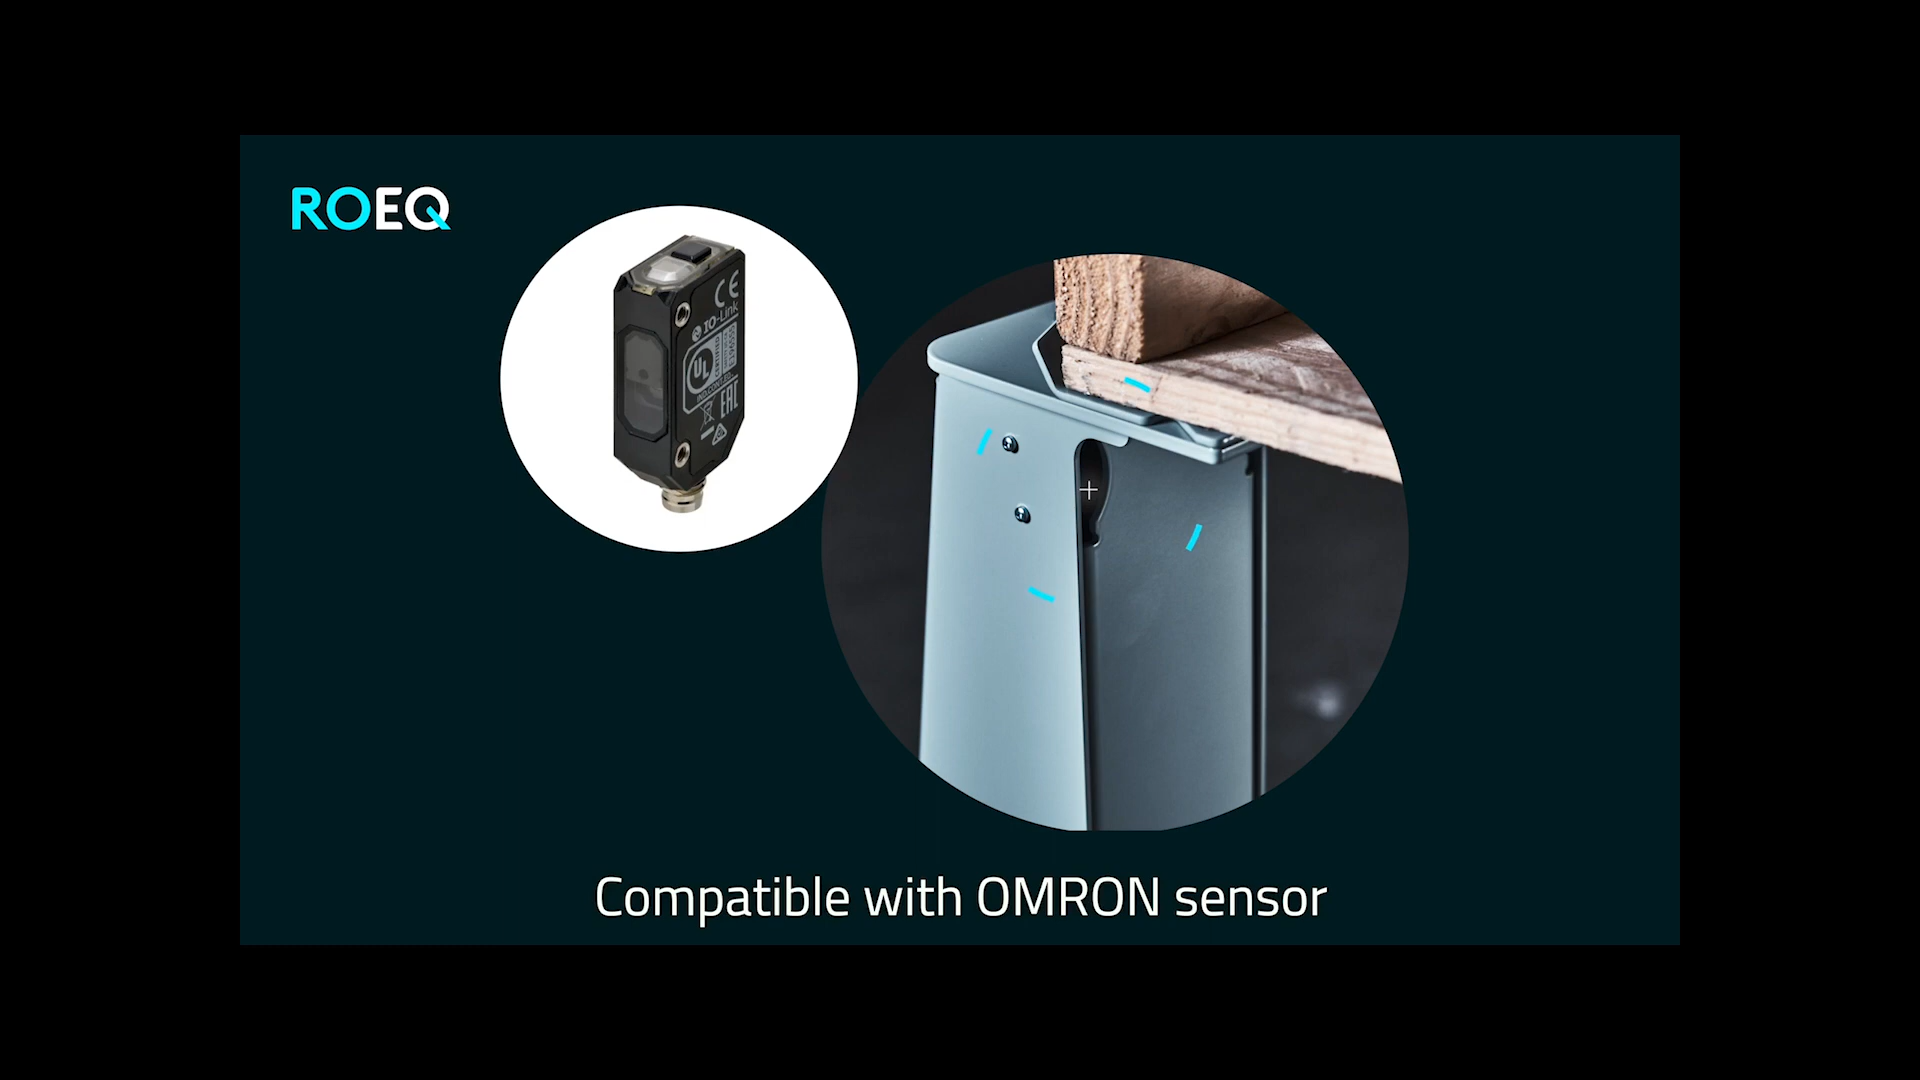 ROEQ
CE
IO-Link
UL
EAC
Compatible with OMRON sensor